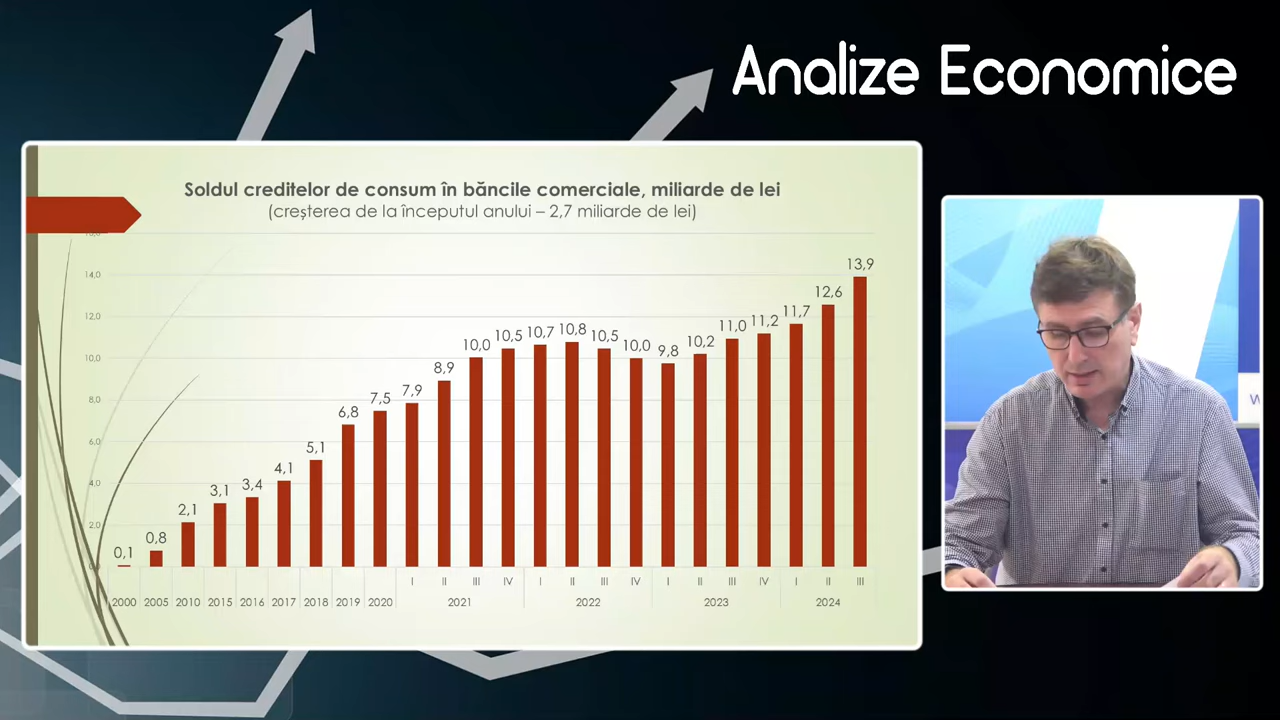 Analize Economice
Soldul creditelor de consum în băncile comerciale, miliarde de lei
(creșterea de la începutul anului – 2,7 miliarde de lei)
14,0
12,0
10,0
8,0
6,0
4,0
2,0
0,1 0,8 2,1 3,1 3,4 4,1 5,1 6,8 7,5 7,9 8,9 10,0 10,5 10,7 10,8 10,5 10,0 9,8 10,2 11,0 11,2 11,7 12,6 13,9
I II III IV I II III IV I II III IV I II III
2000 2005 2010 2015 2016 2017 2018 2019 2020 2021 2022 2023 2024
W